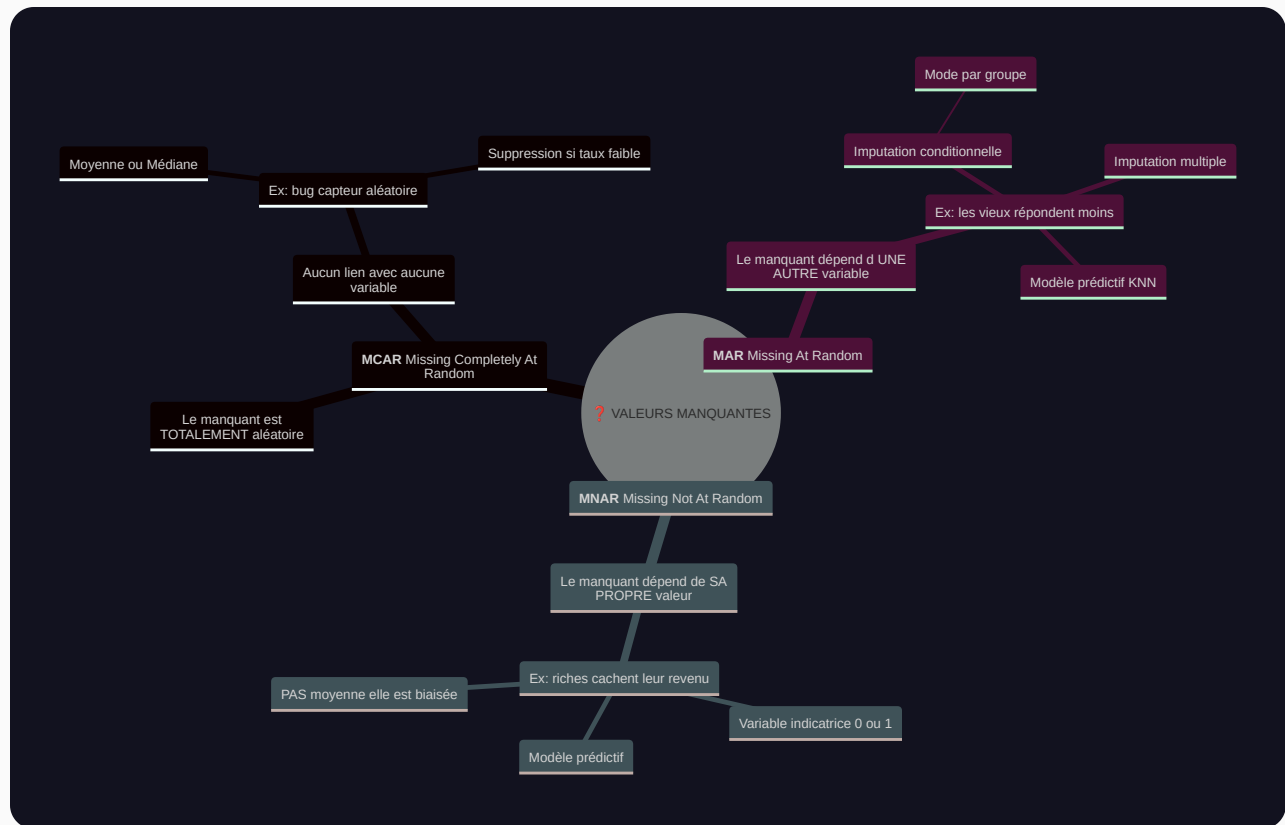 Mode par groupe
Imputation conditionnelle
Imputation multiple
Ex: les vieux répondent moins
Le manquant dépend d UNE
AUTRE variable
Modèle prédictif KNN
MAR Missing At Random
Moyenne ou Médiane
Suppression si taux faible
Ex: bug capteur aléatoire
Aucun lien avec aucune
variable
MCAR Missing Completely At
Random
Le manquant est
TOTALEMENT aléatoire
❓ VALEURS MANQUANTES
MNAR Missing Not At Random
Le manquant dépend de SA
PROPRE valeur
Ex: riches cachent leur revenu
PAS moyenne elle est biaisée
Variable indicatrice 0 ou 1
Modèle prédictif